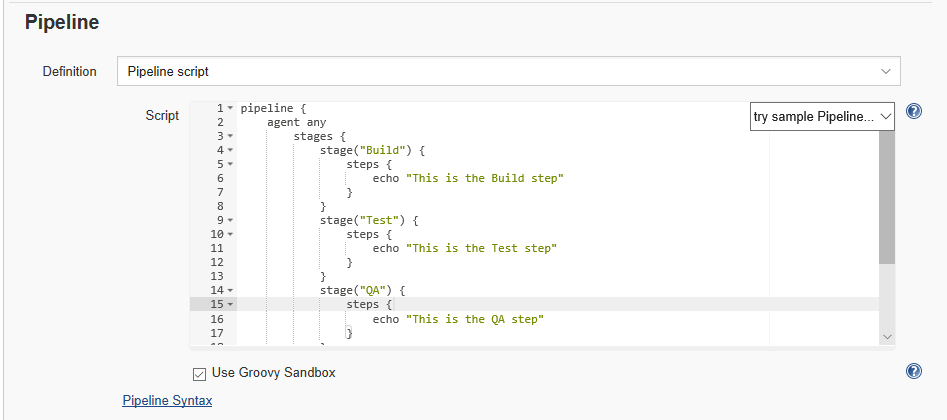 Pipeline
Definition Pipeline script
Script try sample Pipeline... ?
1 pipeline {
2 agent any
3 stages {
4 stage("Build") {
5 steps {
6 echo "This is the Build step"
7 }
8 }
9 stage("Test") {
10 steps {
11 echo "This is the Test step"
12 }
13 }
14 stage("QA") {
15 steps {
16 echo "This is the QA step"
17 }
Use Groovy Sandbox ?
Pipeline Syntax